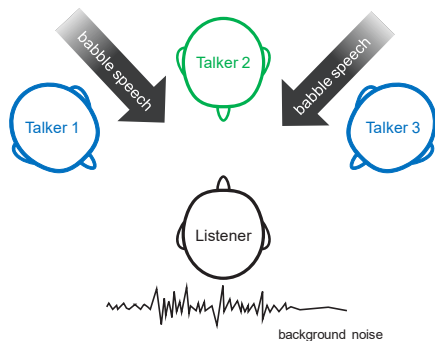 babble speech
babble speech
Talker 2
Talker 1
Talker 3
Listener
background noise